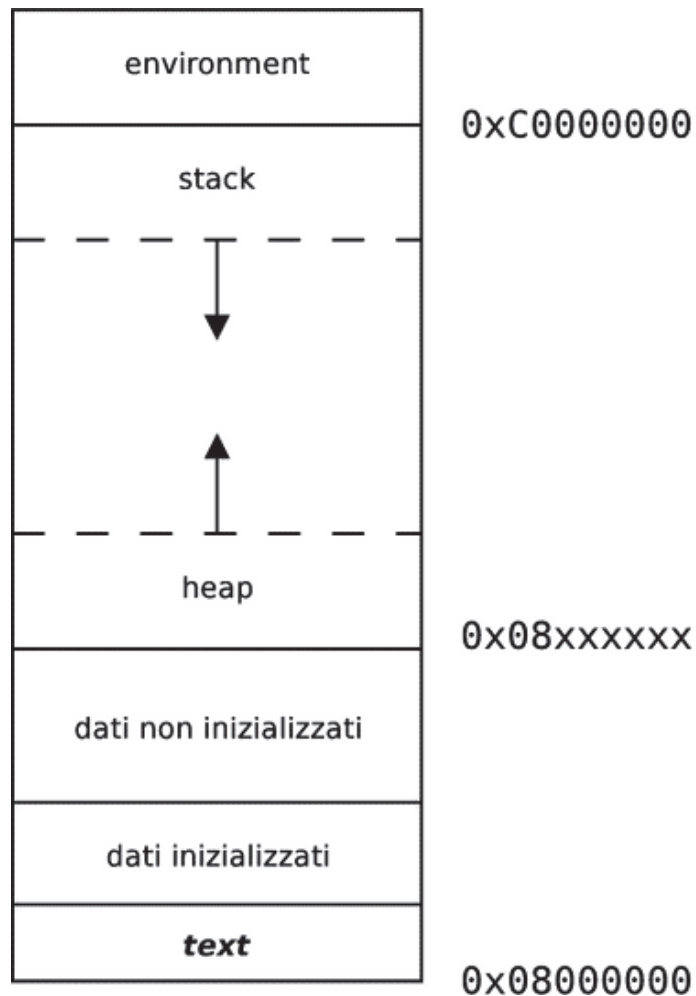 environment
0xC0000000
stack
heap
0x08xxxxxx
dati non inizializzati
dati inizializzati
text
0x08000000